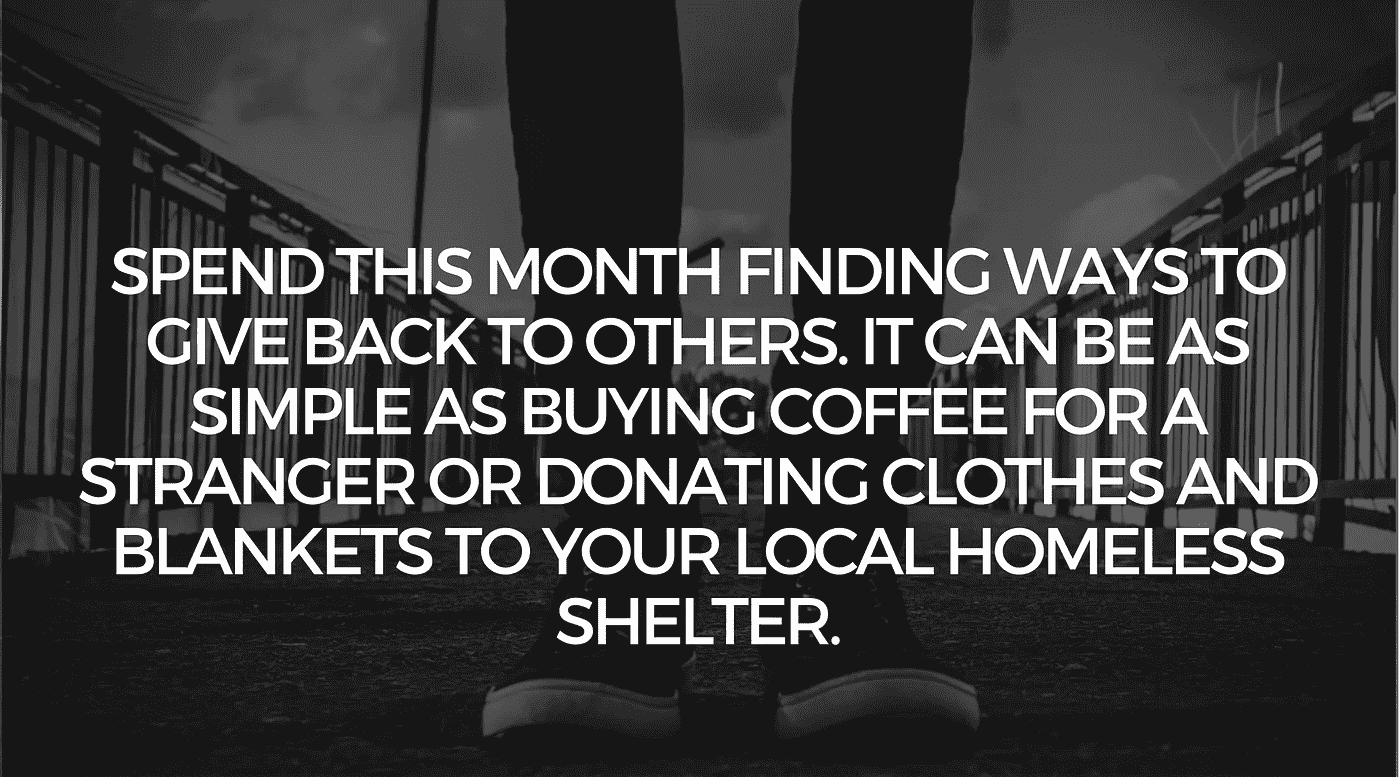 SPEND THIS MONTH FINDING WAYS TO
GIVE BACK TO OTHERS. IT CAN BE AS
SIMPLE AS BUYING COFFEE FOR A
STRANGER OR DONATING CLOTHES AND
BLANKETS TO YOUR LOCAL HOMELESS
SHELTER.